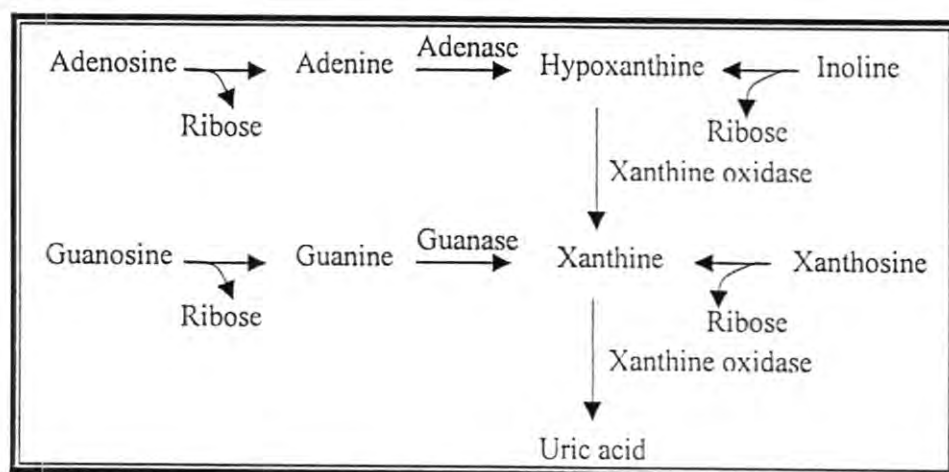 Adenase
Adenosine Adenine Hypoxanthine Inoline
Ribose Ribose
Xanthine oxidase
Guanase
Guanosine Guanine Xanthine Xanthosine
Ribose Ribose
Xanthine oxidase
Uric acid